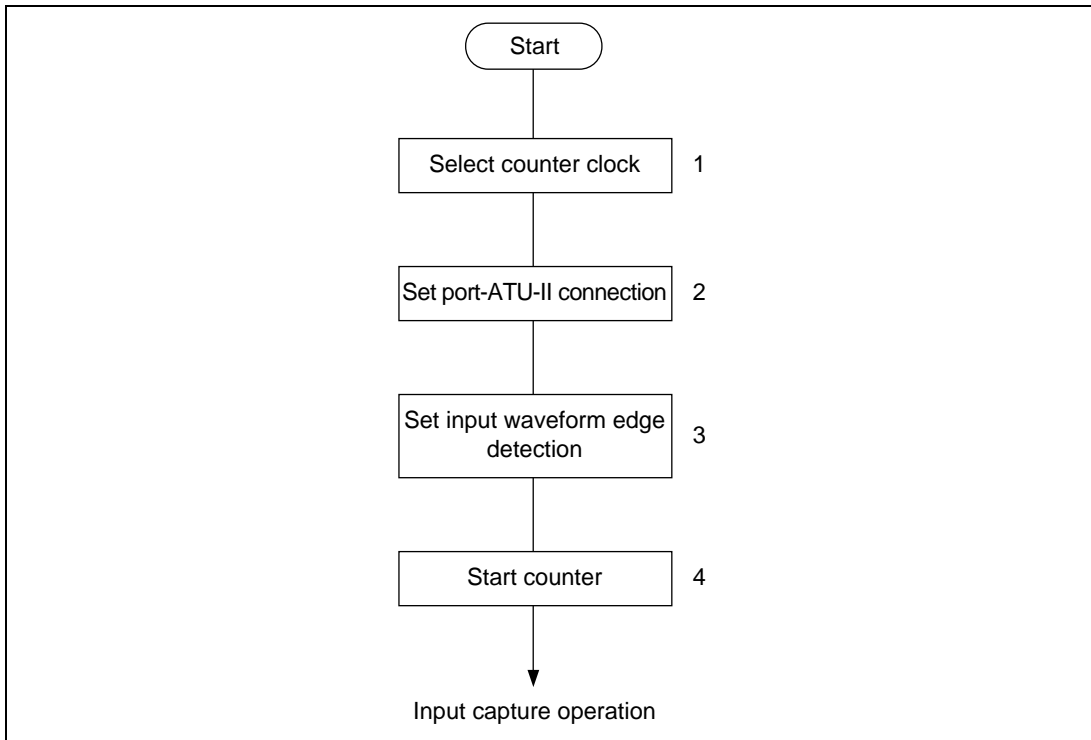 Start
Select counter clock 1
Set port-ATU-II connection 2
Set input waveform edge
detection
3
Start counter 4
Input capture operation